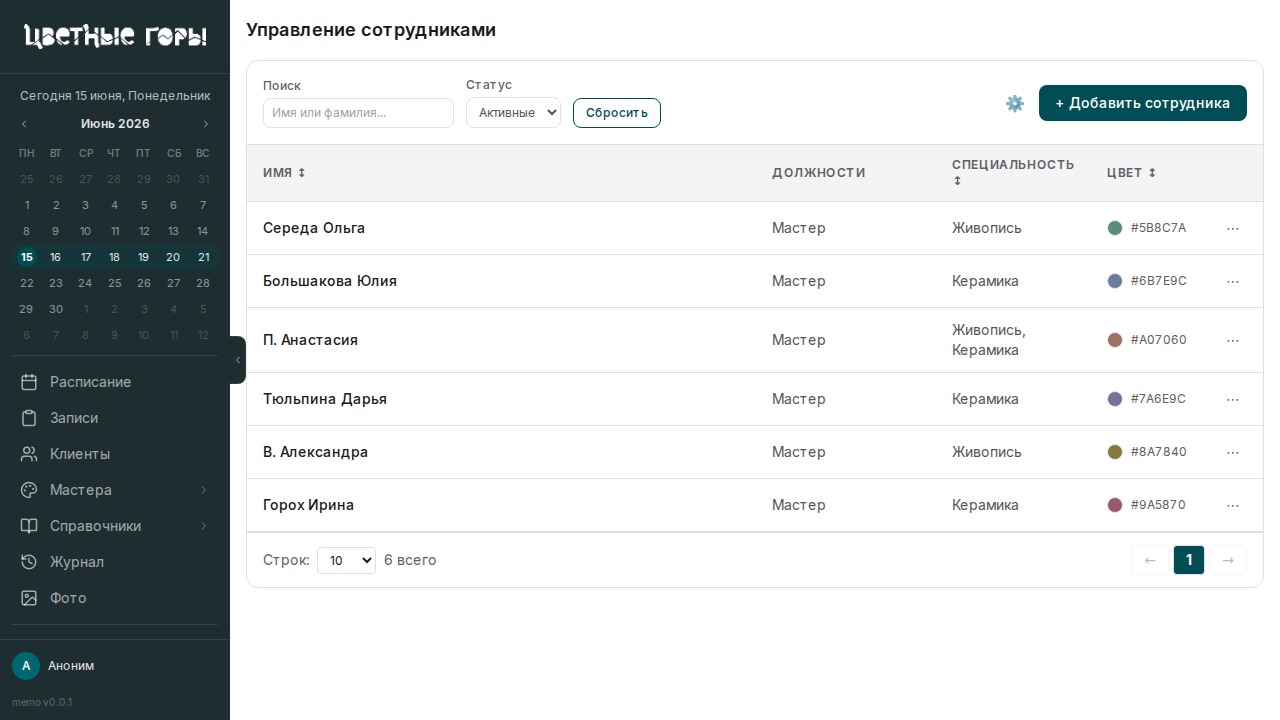 Цветные горы
Сегодня 15 июня, Понедельник
‹ Июнь 2026 ›
ПН ВТ СР ЧТ ПТ СБ ВС
25 26 27 28 29 30 31
1 2 3 4 5 6 7
8 9 10 11 12 13 14
15 16 17 18 19 20 21
22 23 24 25 26 27 28
29 30 1 2 3 4 5
6 7 8 9 10 11 12
Расписание
Записи
Клиенты
Мастера ›
Справочники ›
Журнал
Фото
А Аноним
memo v0.0.1
Управление сотрудниками
Поиск Статус
Имя или фамилия... Активные Сбросить + Добавить сотрудника
ИМЯ ↕ ДОЛЖНОСТИ СПЕЦИАЛЬНОСТЬ ↕ ЦВЕТ ↕
Середа Ольга Мастер Живопись #5B8C7A ···
Большакова Юлия Мастер Керамика #6B7E9C ···
П. Анастасия Мастер Живопись, Керамика #A07060 ···
Тюльпина Дарья Мастер Керамика #7A6E9C ···
В. Александра Мастер Живопись #8A7840 ···
Горох Ирина Мастер Керамика #9A5870 ···
Строк: 10 6 всего ← 1 →